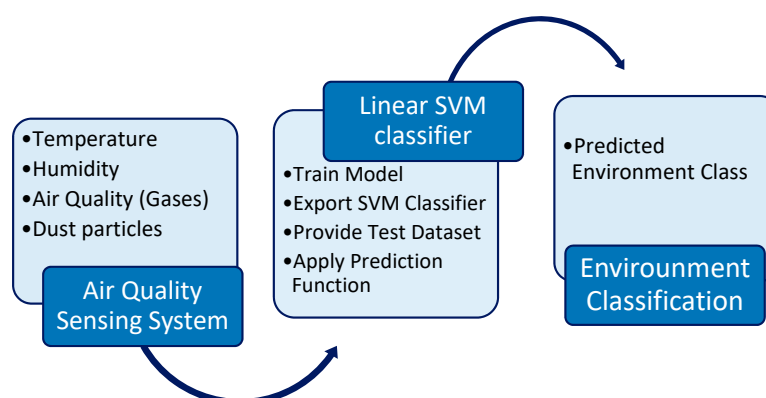 •Temperature
•Humidity
•Air Quality (Gases)
•Dust particles
Air Quality
Sensing System
Linear SVM
classifier
•Train Model
•Export SVM Classifier
•Provide Test Dataset
•Apply Prediction
Function
•Predicted
Environment Class
Envirounment
Classification